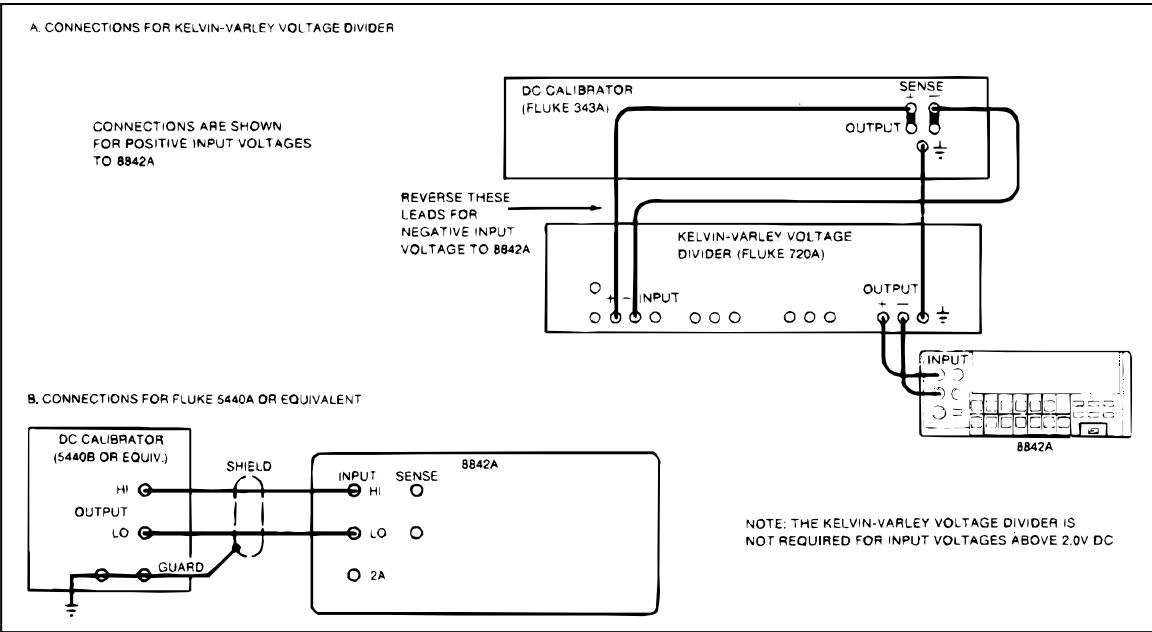 A. CONNECTIONS FOR KELVIN-VARLEY VOLTAGE DIVIDER
CONNECTIONS ARE SHOWN
FOR POSITIVE INPUT VOLTAGES
TO 8842A
DC CALIBRATOR
(FLUKE 343A)
SENSE
+ −
OUTPUT
REVERSE THESE
LEADS FOR
NEGATIVE INPUT
VOLTAGE TO 8842A
KELVIN-VARLEY VOLTAGE
DIVIDER (FLUKE 720A)
+ − INPUT
OUTPUT
+ −
INPUT
8842A
B. CONNECTIONS FOR FLUKE 5440A OR EQUIVALENT
DC CALIBRATOR
(5440B OR EQUIV.)
HI
OUTPUT
LO
GUARD
SHIELD
8842A
INPUT SENSE
HI
LO
2A
NOTE: THE KELVIN-VARLEY VOLTAGE DIVIDER IS
NOT REQUIRED FOR INPUT VOLTAGES ABOVE 2.0V DC